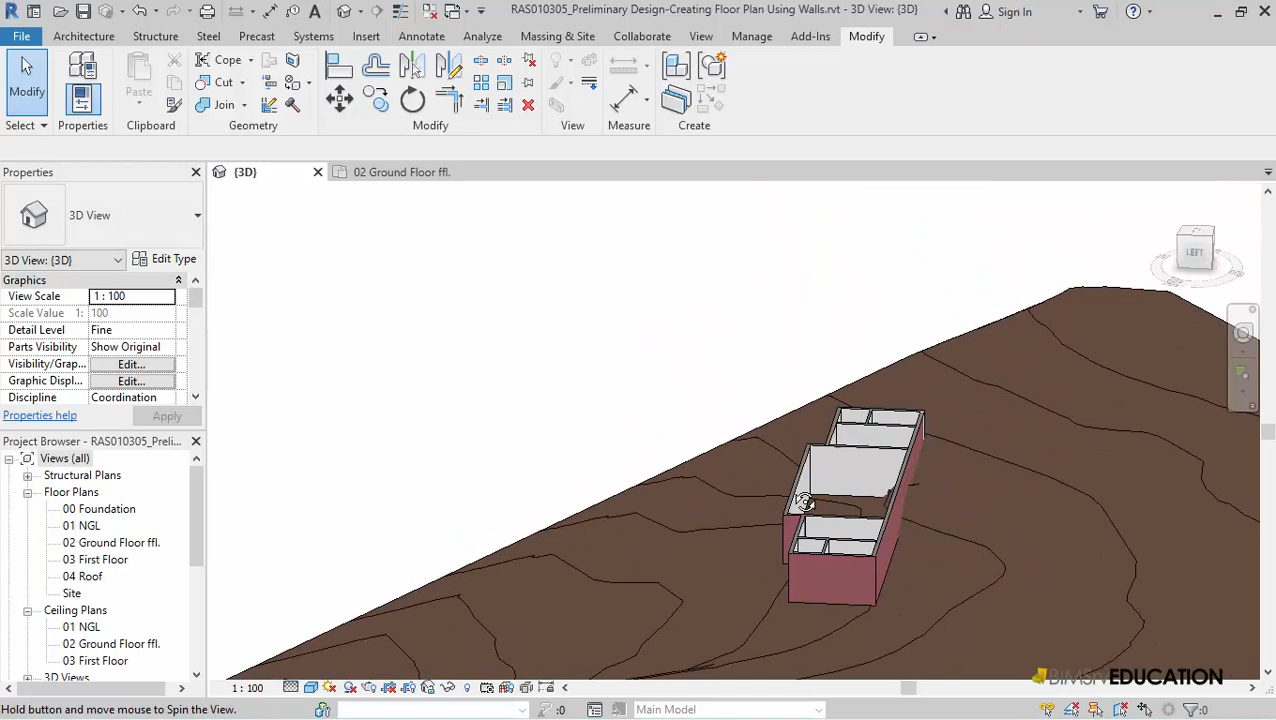 RAS010305_Preliminary Design-Creating Floor Plan Using Walls.rvt - 3D View: {3D}
Sign In
File Architecture Structure Steel Precast Systems Insert Annotate Analyze Massing & Site Collaborate View Manage Add-Ins Modify
Modify
Paste
Cope
Cut
Join
Select Properties Clipboard Geometry Modify View Measure Create
Properties
{3D}
02 Ground Floor ffl.
3D View
3D View: {3D}
Edit Type
Graphics
View Scale 1 : 100
Scale Value 1: 100
Detail Level Fine
Parts Visibility Show Original
Visibility/Grap... Edit...
Graphic Displ... Edit...
Discipline Coordination
Properties help
Apply
Project Browser - RAS010305_Preli...
Views (all)
Structural Plans
Floor Plans
00 Foundation
01 NGL
02 Ground Floor ffl.
03 First Floor
04 Roof
Site
Ceiling Plans
01 NGL
02 Ground Floor ffl.
03 First Floor
3D Views
LEFT
BIMSN EDUCATION
1 : 100
Hold button and move mouse to Spin the View.
:0
Main Model
:0